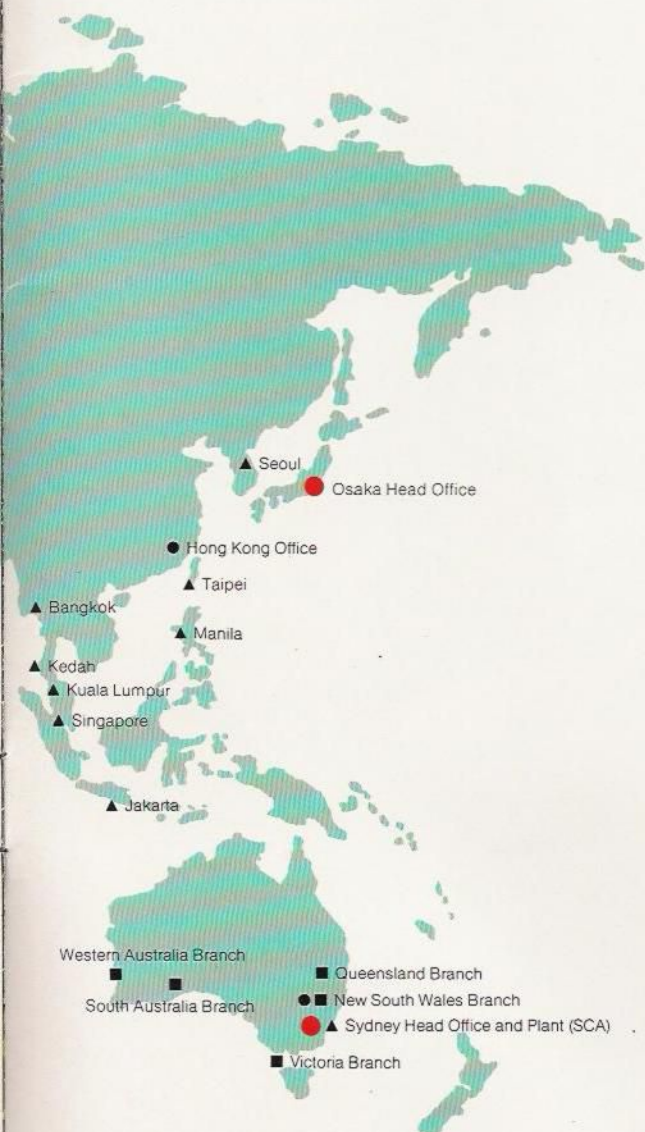 Seoul
Osaka Head Office
Hong Kong Office
Taipei
Bangkok
Manila
Kedah
Kuala Lumpur
Singapore
Jakarta
Western Australia Branch
Queensland Branch
South Australia Branch
New South Wales Branch
Sydney Head Office and Plant (SCA)
Victoria Branch